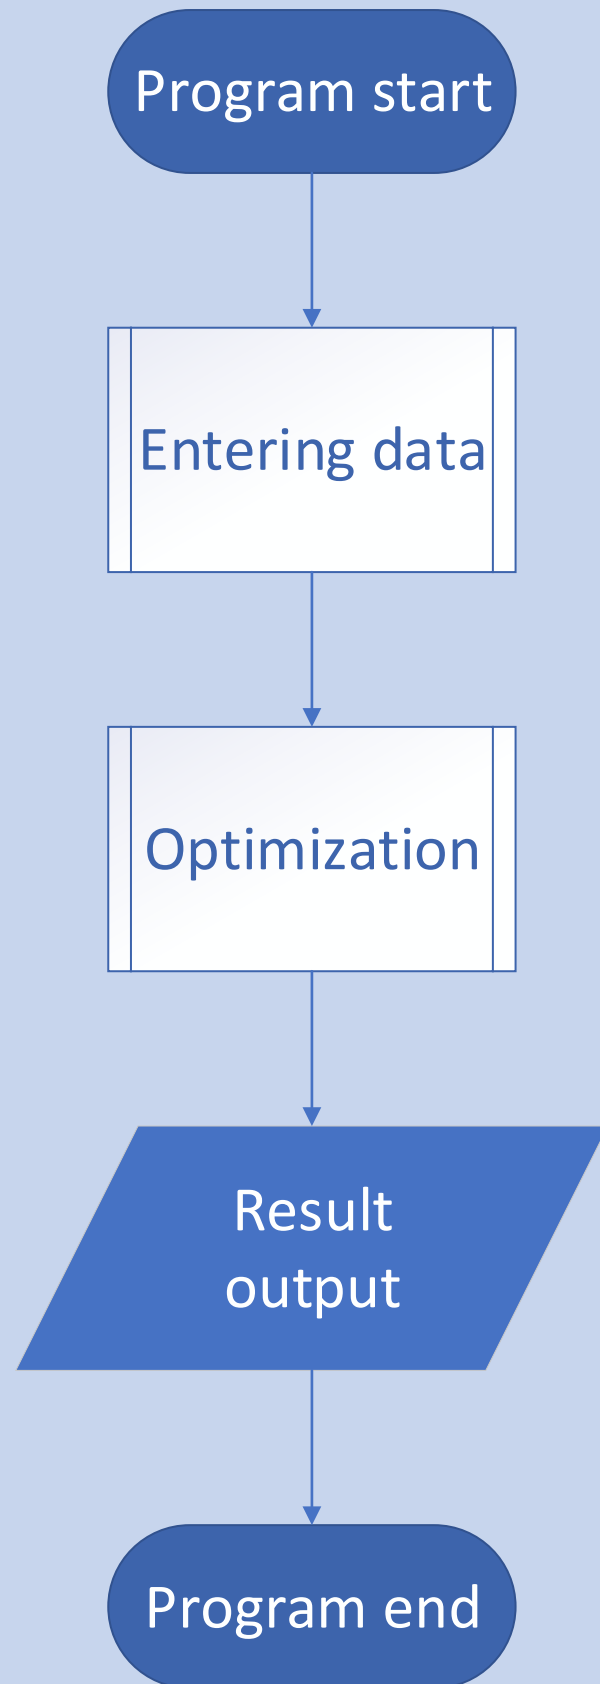 Program start
Entering data
Optimization
Result
output
Program end